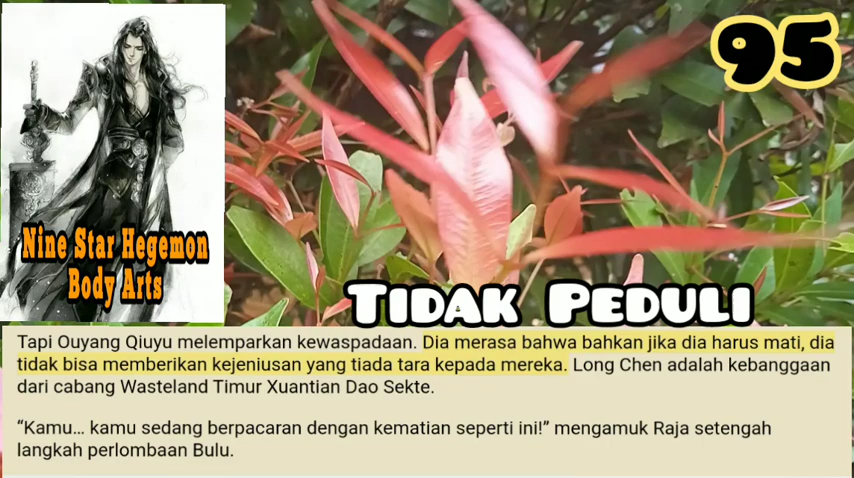 95
Nine Star Hegemon
Body Arts
TIDAK PEDULI
Tapi Ouyang Qiuyu melemparkan kewaspadaan. Dia merasa bahwa bahkan jika dia harus mati, dia
tidak bisa memberikan kejeniusan yang tiada tara kepada mereka. Long Chen adalah kebanggaan
dari cabang Wasteland Timur Xuantian Dao Sekte.
“Kamu… kamu sedang berpacaran dengan kematian seperti ini!” mengamuk Raja setengah
langkah perlombaan Bulu.